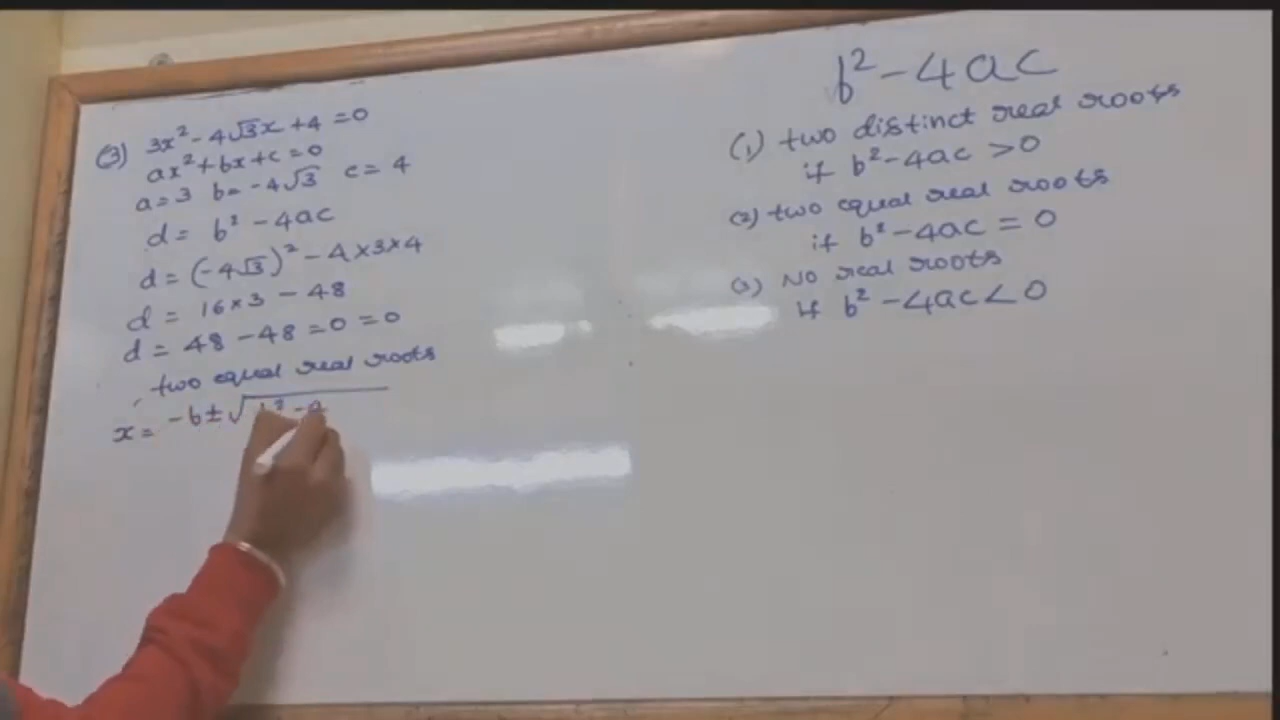 (3) 3x² - 4√3x + 4 = 0
ax² + bx + c = 0
a = 3 b = -4√3 c = 4
d = b² - 4ac
d = (-4√3)² - 4×3×4
d = 16×3 - 48
d = 48 - 48 = 0 = 0
two equal real roots
x = -b ± √b² -
b² - 4ac
(1) two distinct real roots
if b² - 4ac > 0
(2) two equal real roots
if b² - 4ac = 0
(3) No real roots
If b² - 4ac < 0